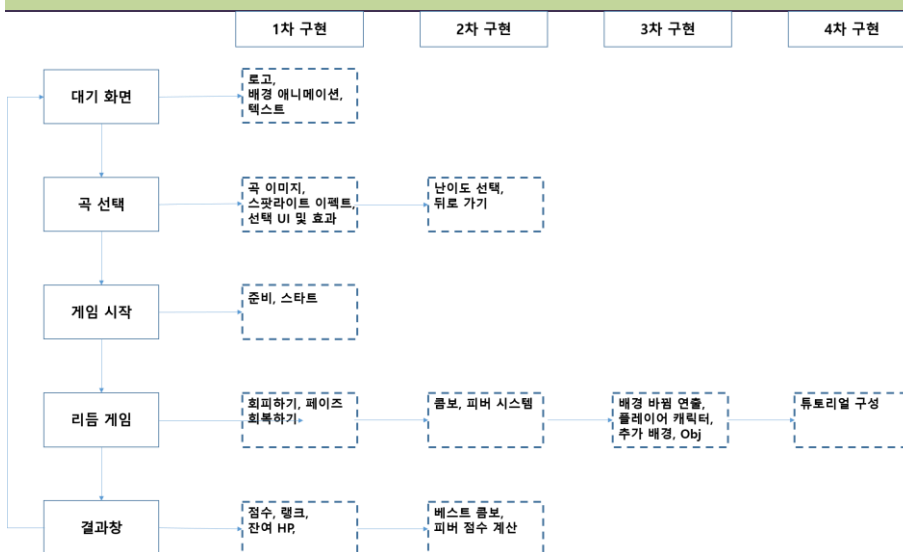 1차 구현
2차 구현
3차 구현
4차 구현
대기 화면
로고,
배경 애니메이션,
텍스트
곡 선택
곡 이미지,
스팟라이트 이펙트,
선택 UI 및 효과
난이도 선택,
뒤로 가기
게임 시작
준비, 스타트
리듬 게임
회피하기, 페이즈
회복하기
콤보, 피버 시스템
배경 바뀜 연출,
플레이어 캐릭터,
추가 배경, Obj
튜토리얼 구성
결과창
점수, 랭크,
잔여 HP,
베스트 콤보,
피버 점수 계산